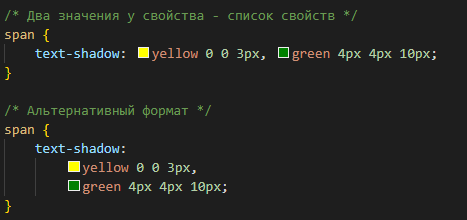 /* Два значения у свойства - список свойств */
span {
    text-shadow: yellow 0 0 3px, green 4px 4px 10px;
}

/* Альтернативный формат */
span {
    text-shadow:
        yellow 0 0 3px,
        green 4px 4px 10px;
}